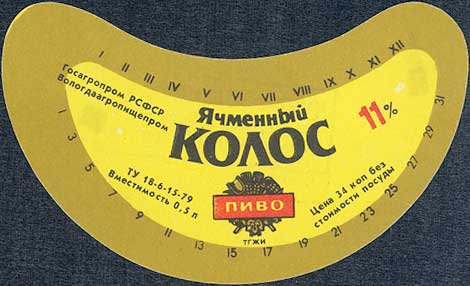 I II III IV V VI VII VIII IX X XI XII
Госагропром РСФСР
Вологдаагропищепром
Ячменный
КОЛОС
11%
ТУ 18-6-15-79
Вместимость 0,5 л
ПИВО
ТГЖИ
Цена 34 коп без
стоимости посуды
1 3 5 7 9 11 13 15 17 19 21 23 25 27 29 31